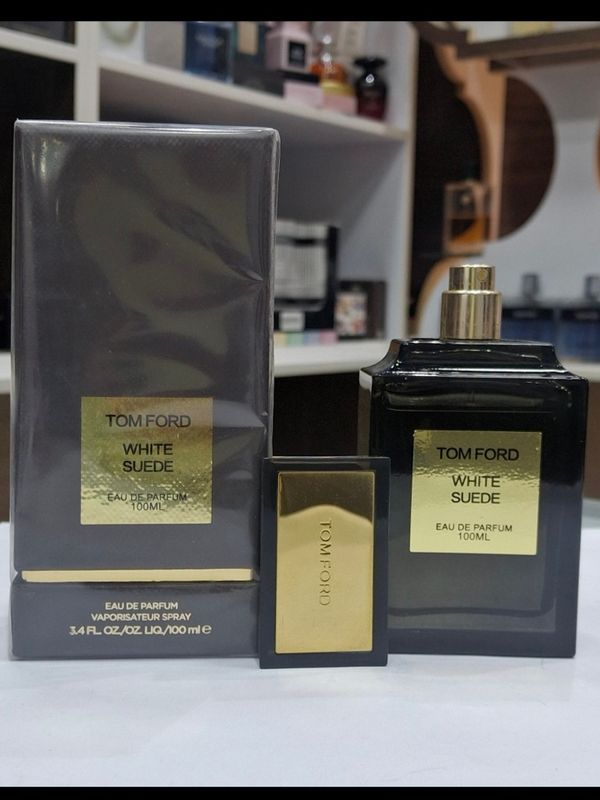 TOM FORD
WHITE
SUEDE
EAU DE PARFUM
100ML
EAU DE PARFUM
VAPORISATEUR SPRAY
3.4 FL. OZ./OZ. LIQ./100 ml e
TOM FORD
TOM FORD
WHITE
SUEDE
EAU DE PARFUM
100ML